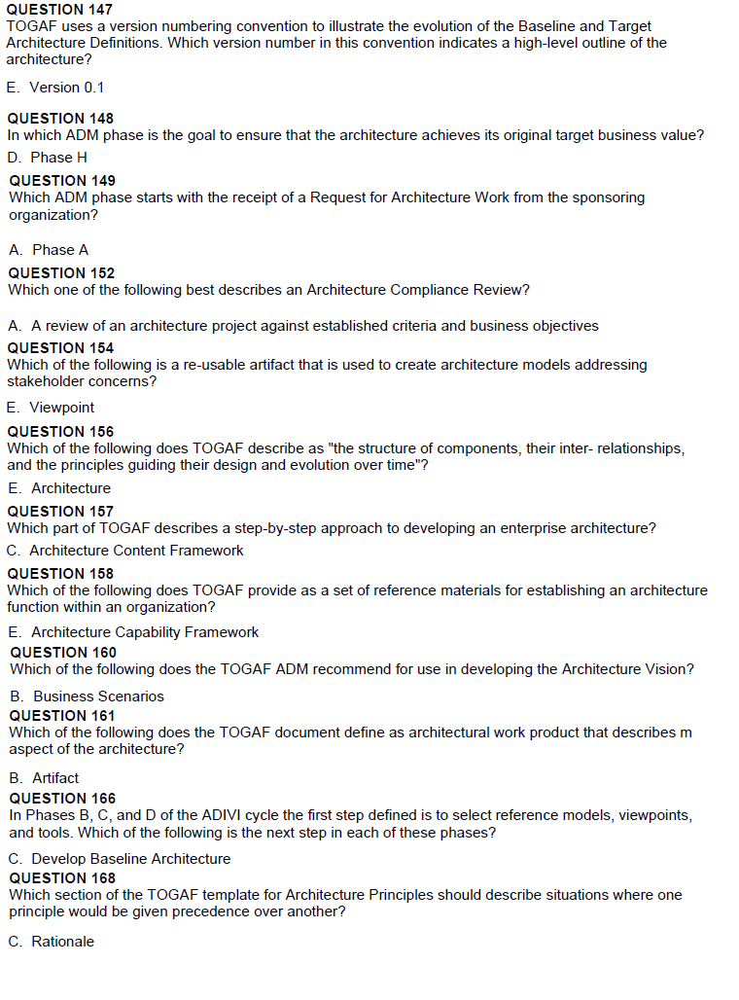 QUESTION 147
TOGAF uses a version numbering convention to illustrate the evolution of the Baseline and Target
Architecture Definitions. Which version number in this convention indicates a high-level outline of the
architecture?
E. Version 0.1
QUESTION 148
In which ADM phase is the goal to ensure that the architecture achieves its original target business value?
D. Phase H
QUESTION 149
Which ADM phase starts with the receipt of a Request for Architecture Work from the sponsoring
organization?
A. Phase A
QUESTION 152
Which one of the following best describes an Architecture Compliance Review?
A. A review of an architecture project against established criteria and business objectives
QUESTION 154
Which of the following is a re-usable artifact that is used to create architecture models addressing
stakeholder concerns?
E. Viewpoint
QUESTION 156
Which of the following does TOGAF describe as "the structure of components, their inter- relationships,
and the principles guiding their design and evolution over time"?
E. Architecture
QUESTION 157
Which part of TOGAF describes a step-by-step approach to developing an enterprise architecture?
C. Architecture Content Framework
QUESTION 158
Which of the following does TOGAF provide as a set of reference materials for establishing an architecture
function within an organization?
E. Architecture Capability Framework
QUESTION 160
Which of the following does the TOGAF ADM recommend for use in developing the Architecture Vision?
B. Business Scenarios
QUESTION 161
Which of the following does the TOGAF document define as architectural work product that describes m
aspect of the architecture?
B. Artifact
QUESTION 166
In Phases B, C, and D of the ADIVI cycle the first step defined is to select reference models, viewpoints,
and tools. Which of the following is the next step in each of these phases?
C. Develop Baseline Architecture
QUESTION 168
Which section of the TOGAF template for Architecture Principles should describe situations where one
principle would be given precedence over another?
C. Rationale